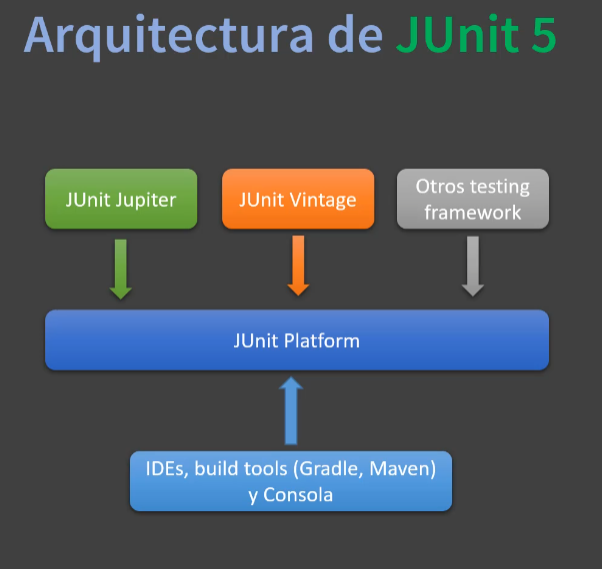 Arquitectura de JUnit 5
JUnit Jupiter
JUnit Vintage
Otros testing
framework
JUnit Platform
IDEs, build tools (Gradle, Maven)
y Consola